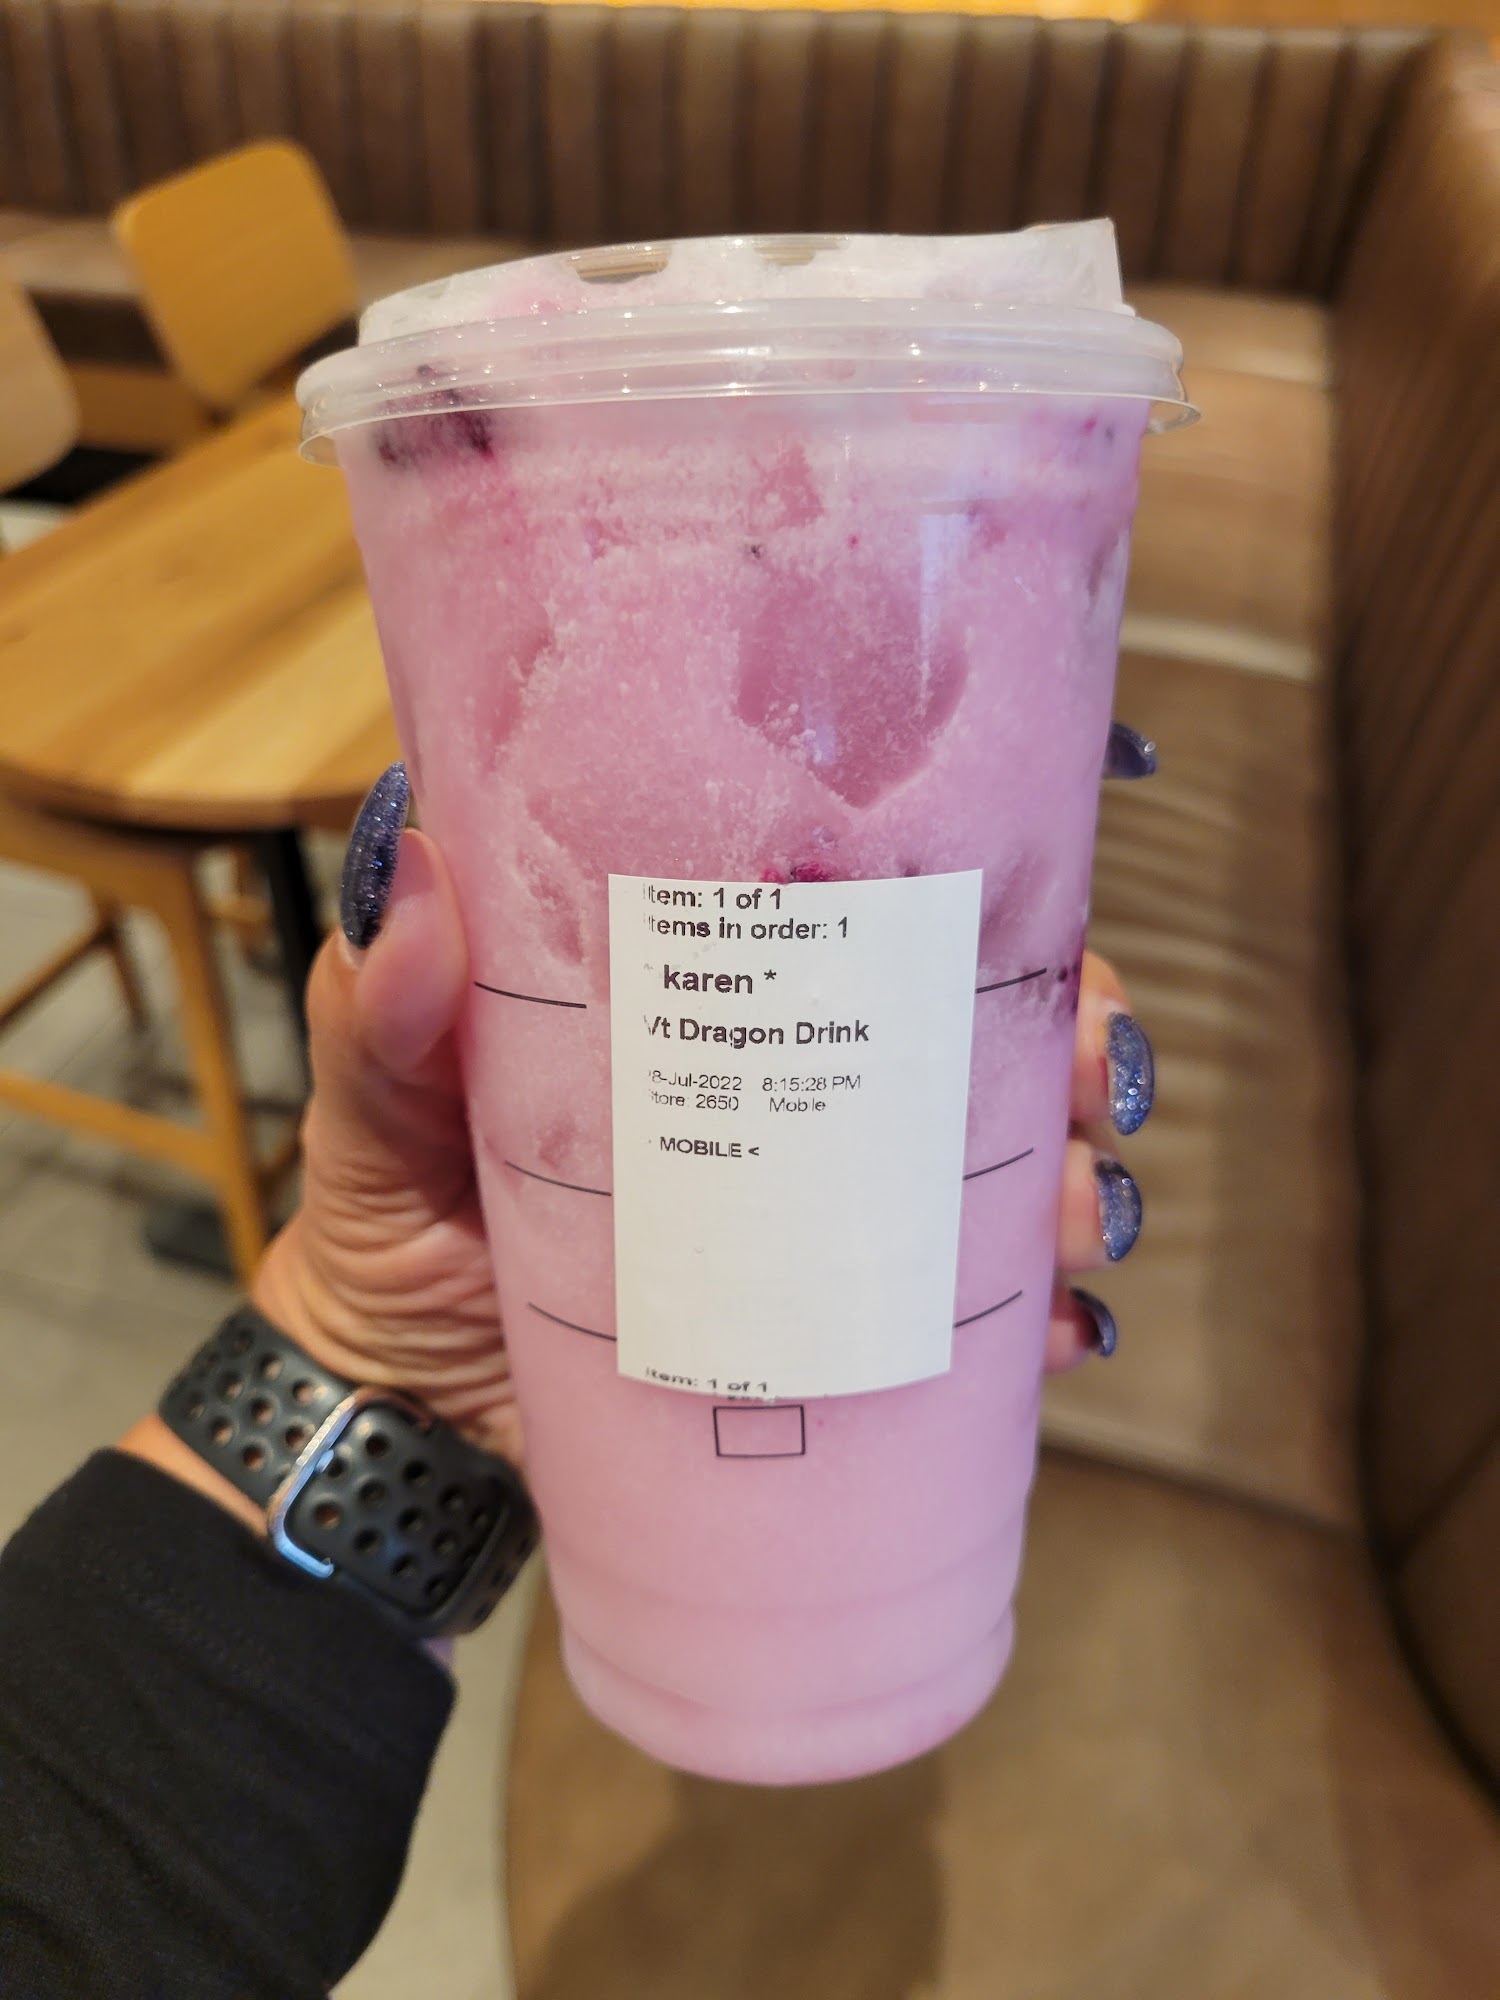 Item: 1 of 1
Items in order: 1
* karen *
Vt Dragon Drink
8-Jul-2022 8:15:28 PM
Store: 2650 Mobile
MOBILE <
Item: 1 of 1